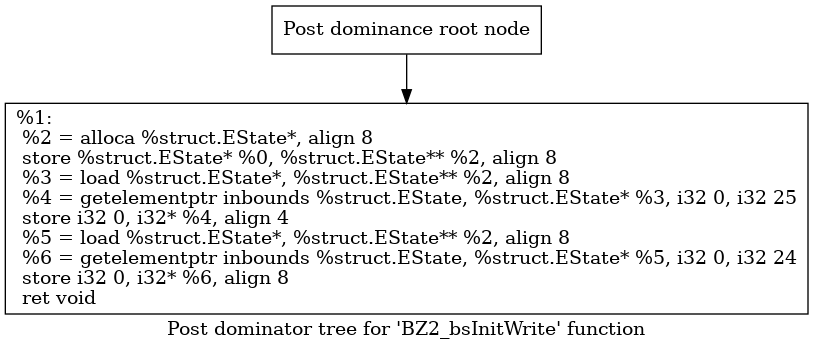 Post dominance root node
%1:
%2 = alloca %struct.EState*, align 8
store %struct.EState* %0, %struct.EState** %2, align 8
%3 = load %struct.EState*, %struct.EState** %2, align 8
%4 = getelementptr inbounds %struct.EState, %struct.EState* %3, i32 0, i32 25
store i32 0, i32* %4, align 4
%5 = load %struct.EState*, %struct.EState** %2, align 8
%6 = getelementptr inbounds %struct.EState, %struct.EState* %5, i32 0, i32 24
store i32 0, i32* %6, align 8
ret void
Post dominator tree for 'BZ2_bsInitWrite' function